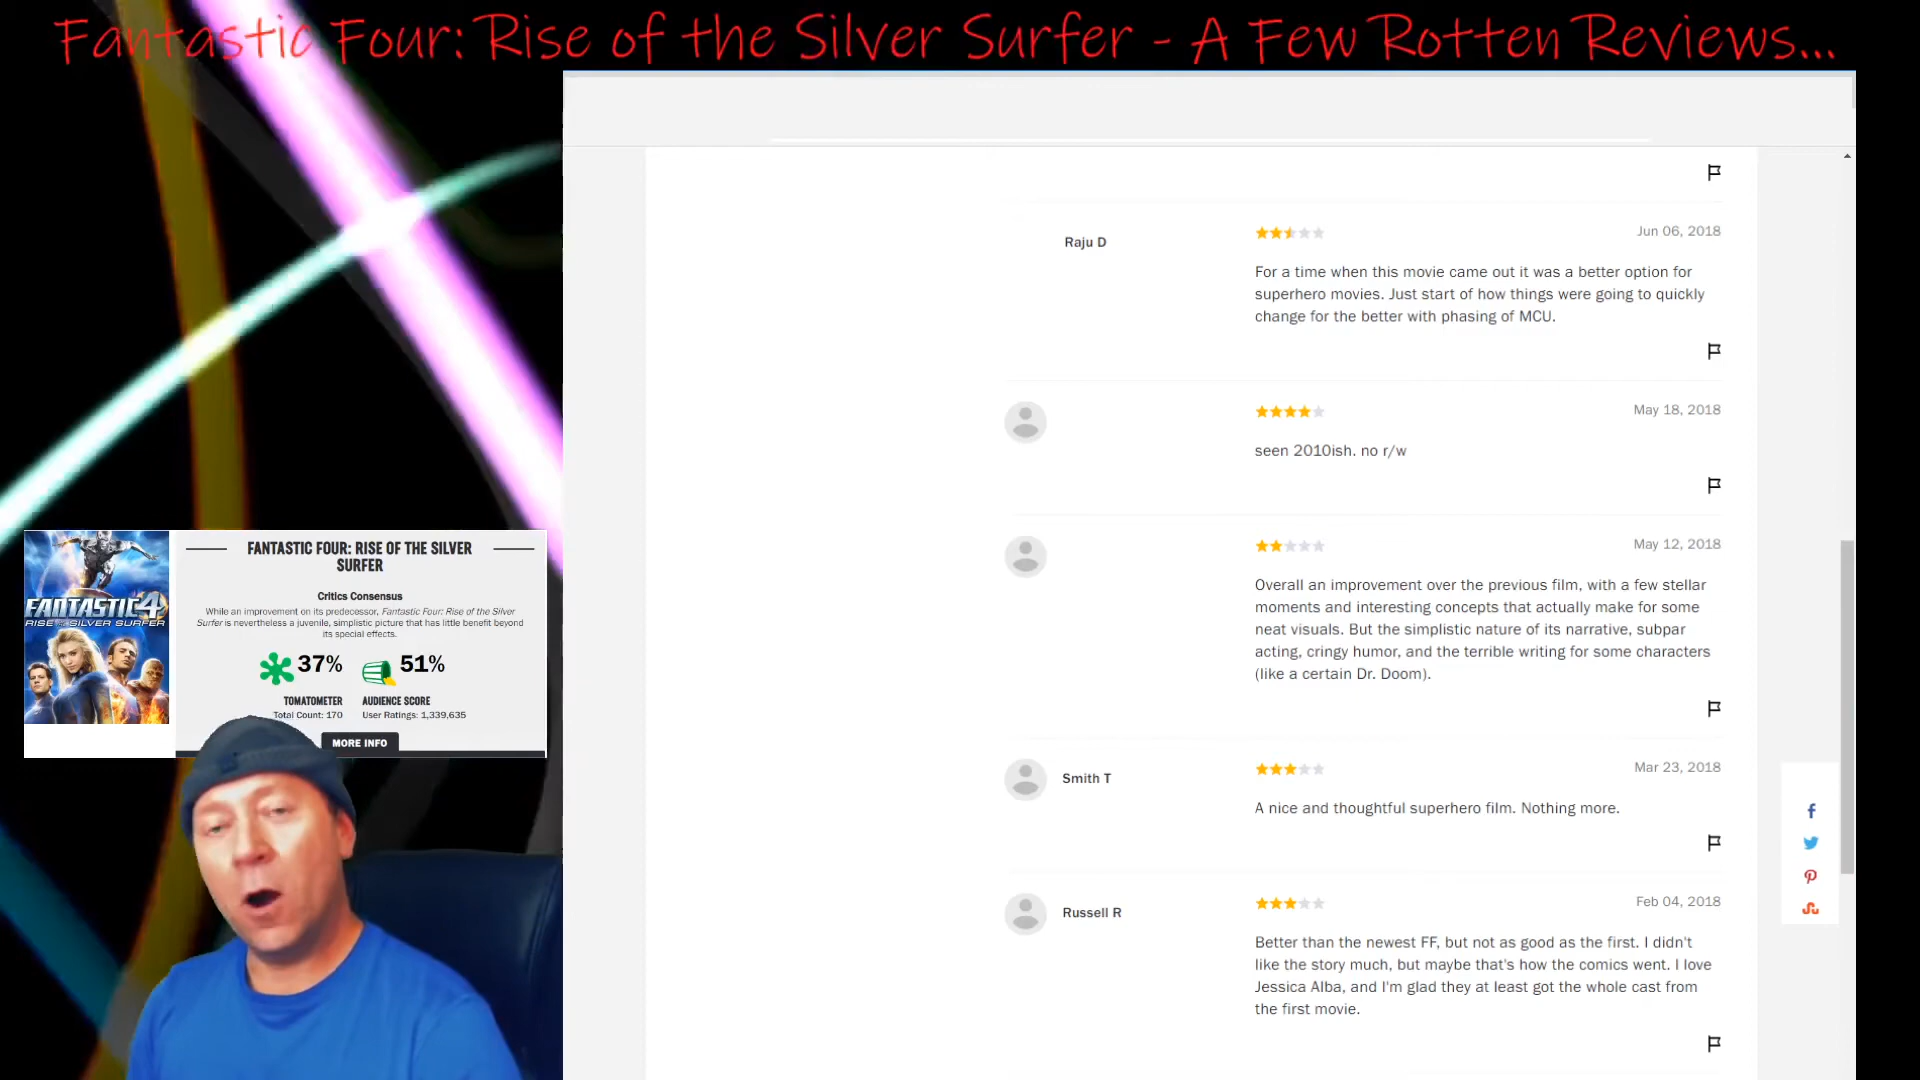 Fantastic Four: Rise of the Silver Surfer - A Few Rotten Reviews...
Raju D
Jun 06, 2018
For a time when this movie came out it was a better option for
superhero movies. Just start of how things were going to quickly
change for the better with phasing of MCU.
May 18, 2018
seen 2010ish. no r/w
May 12, 2018
Overall an improvement over the previous film, with a few stellar
moments and interesting concepts that actually make for some
neat visuals. But the simplistic nature of its narrative, subpar
acting, cringy humor, and the terrible writing for some characters
(like a certain Dr. Doom).
Smith T
Mar 23, 2018
A nice and thoughtful superhero film. Nothing more.
Russell R
Feb 04, 2018
Better than the newest FF, but not as good as the first. I didn't
like the story much, but maybe that's how the comics went. I love
Jessica Alba, and I'm glad they at least got the whole cast from
the first movie.
FANTASTIC 4
RISE OF THE SILVER SURFER
FANTASTIC FOUR: RISE OF THE SILVER
SURFER
Critics Consensus
While an improvement on its predecessor, Fantastic Four: Rise of the Silver
Surfer is nevertheless a juvenile, simplistic picture that has little benefit beyond
its special effects.
37%
51%
TOMATOMETER
AUDIENCE SCORE
Total Count: 170
User Ratings: 1,339,635
MORE INFO